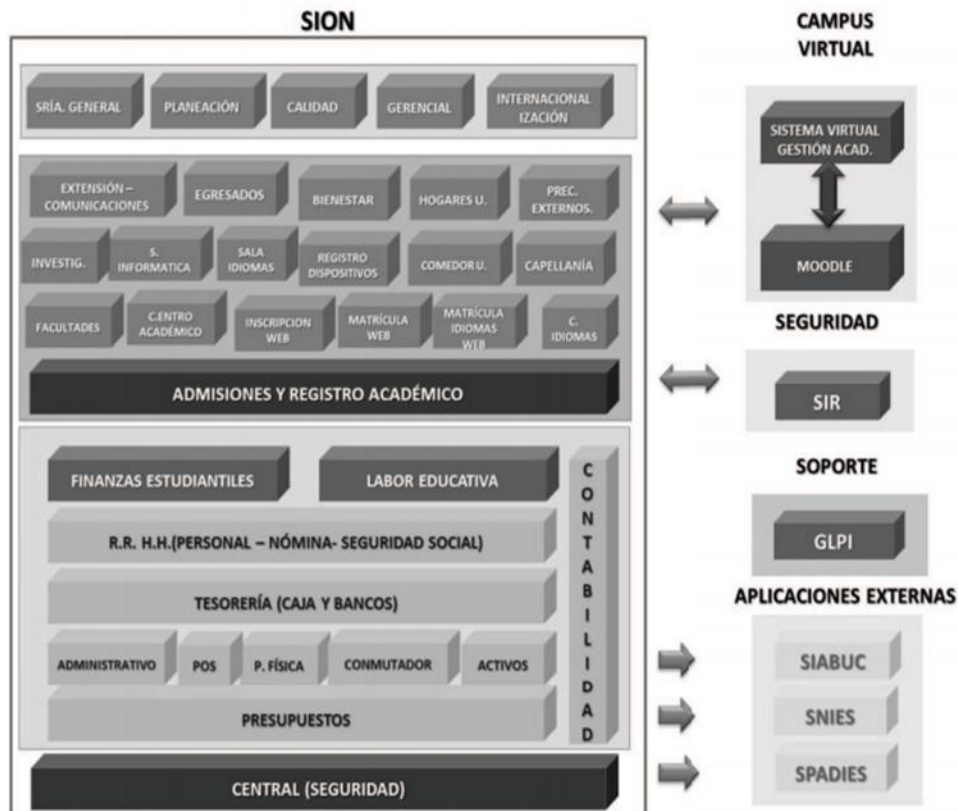 SION
SRÍA. GENERAL
PLANEACIÓN
CALIDAD
GERENCIAL
INTERNACIONAL
IZACIÓN
EXTENSIÓN –
COMUNICACIONES
EGRESADOS
BIENESTAR
HOGARES U.
PREC.
EXTERNOS.
INVESTIG.
S.
INFORMATICA
SALA
IDIOMAS
REGISTRO
DISPOSITIVOS
COMEDOR U.
CAPELLANÍA
FACULTADES
C.ENTRO
ACADÉMICO
INSCRIPCION
WEB
MATRÍCULA
WEB
MATRÍCULA
IDIOMAS
WEB
C.
IDIOMAS
ADMISIONES Y REGISTRO ACADÉMICO
FINANZAS ESTUDIANTILES
LABOR EDUCATIVA
R.R. H.H.(PERSONAL – NÓMINA- SEGURIDAD SOCIAL)
TESORERÍA (CAJA Y BANCOS)
ADMINISTRATIVO
POS
P. FÍSICA
CONMUTADOR
ACTIVOS
PRESUPUESTOS
CONTABILIDAD
CENTRAL (SEGURIDAD)
CAMPUS
VIRTUAL
SISTEMA VIRTUAL
GESTIÓN ACAD.
MOODLE
SEGURIDAD
SIR
SOPORTE
GLPI
APLICACIONES EXTERNAS
SIABUC
SNIES
SPADIES